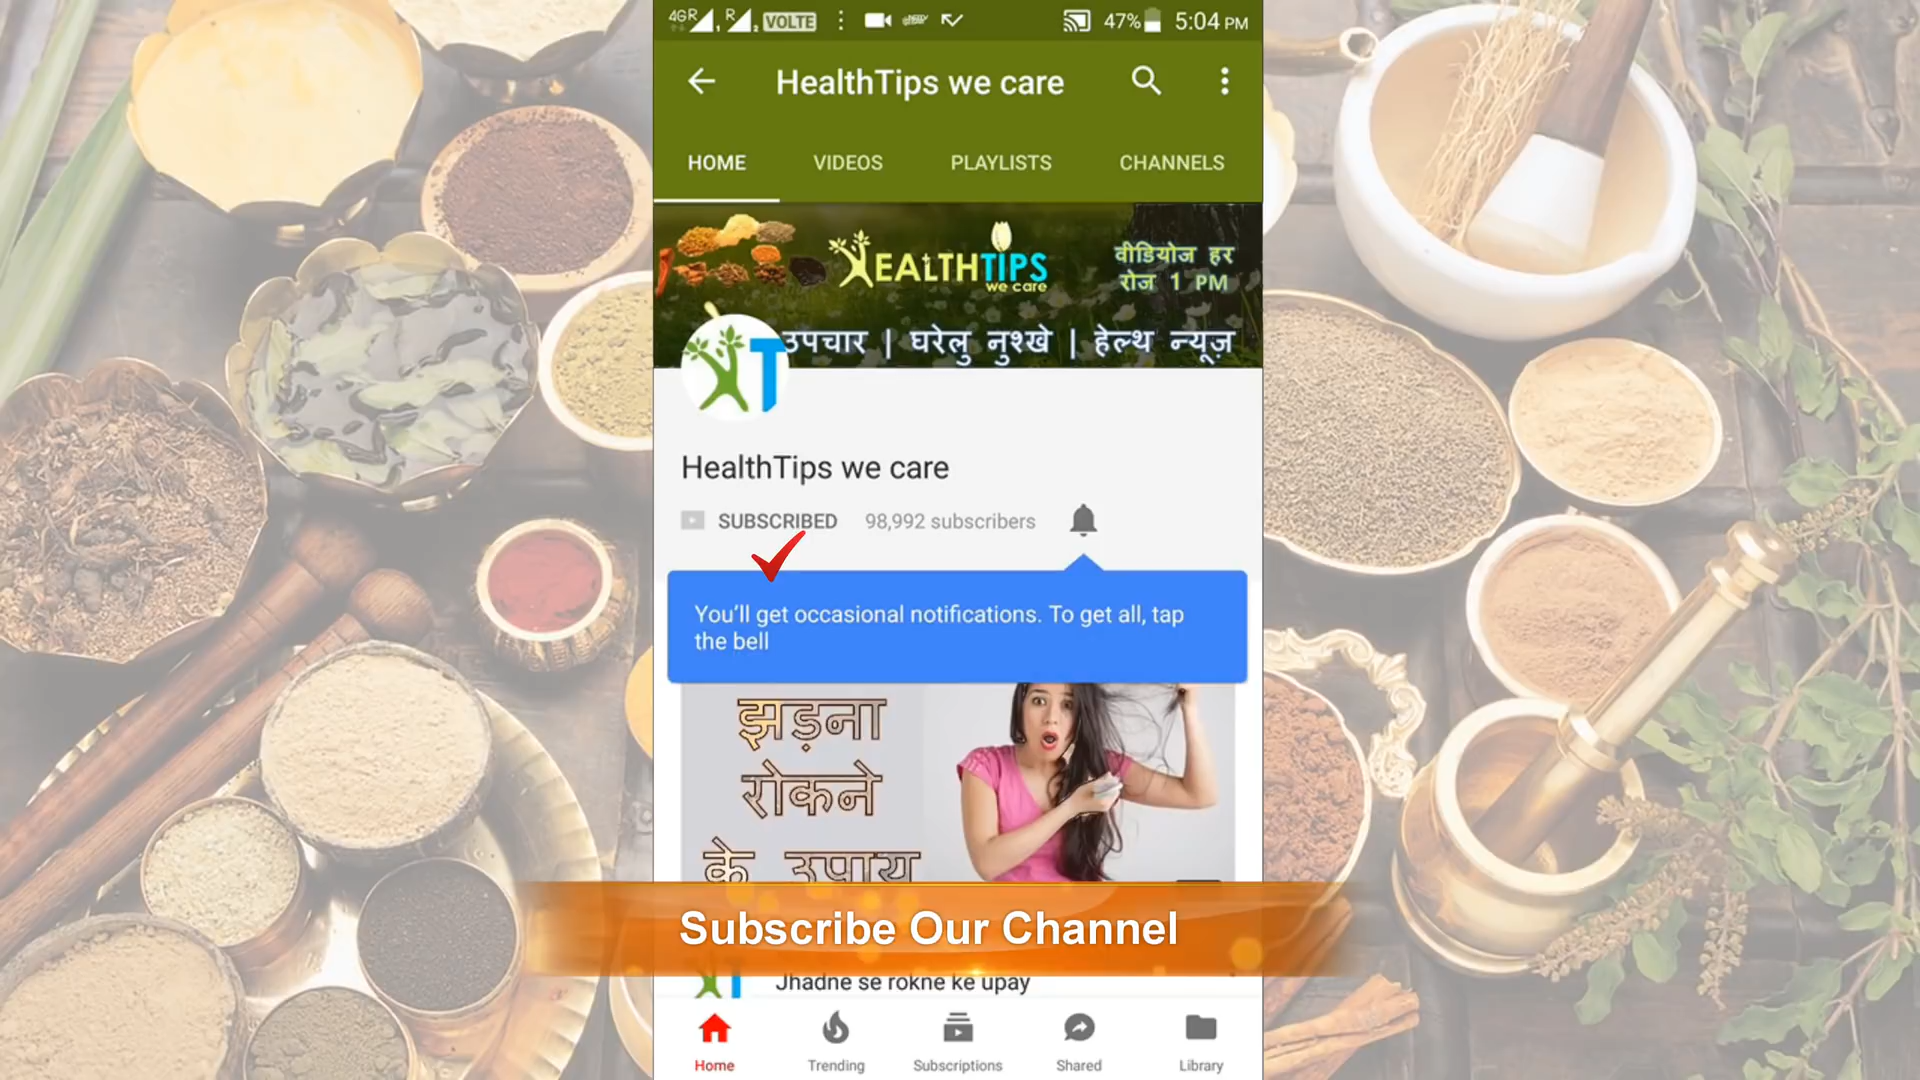 4G R 1 R 2 VOLTE 47% 5:04 PM
HealthTips we care
HOME VIDEOS PLAYLISTS CHANNELS
HEALTHTIPS
we care
वीडियोज हर
रोज 1 PM
उपचार | घरेलु नुश्खे | हेल्थ न्यूज़
T
HealthTips we care
SUBSCRIBED 98,992 subscribers
You'll get occasional notifications. To get all, tap
the bell
झड़ना
रोकने
के उपाय
Subscribe Our Channel
Jhadne se rokne ke upay
Home Trending Subscriptions Shared Library